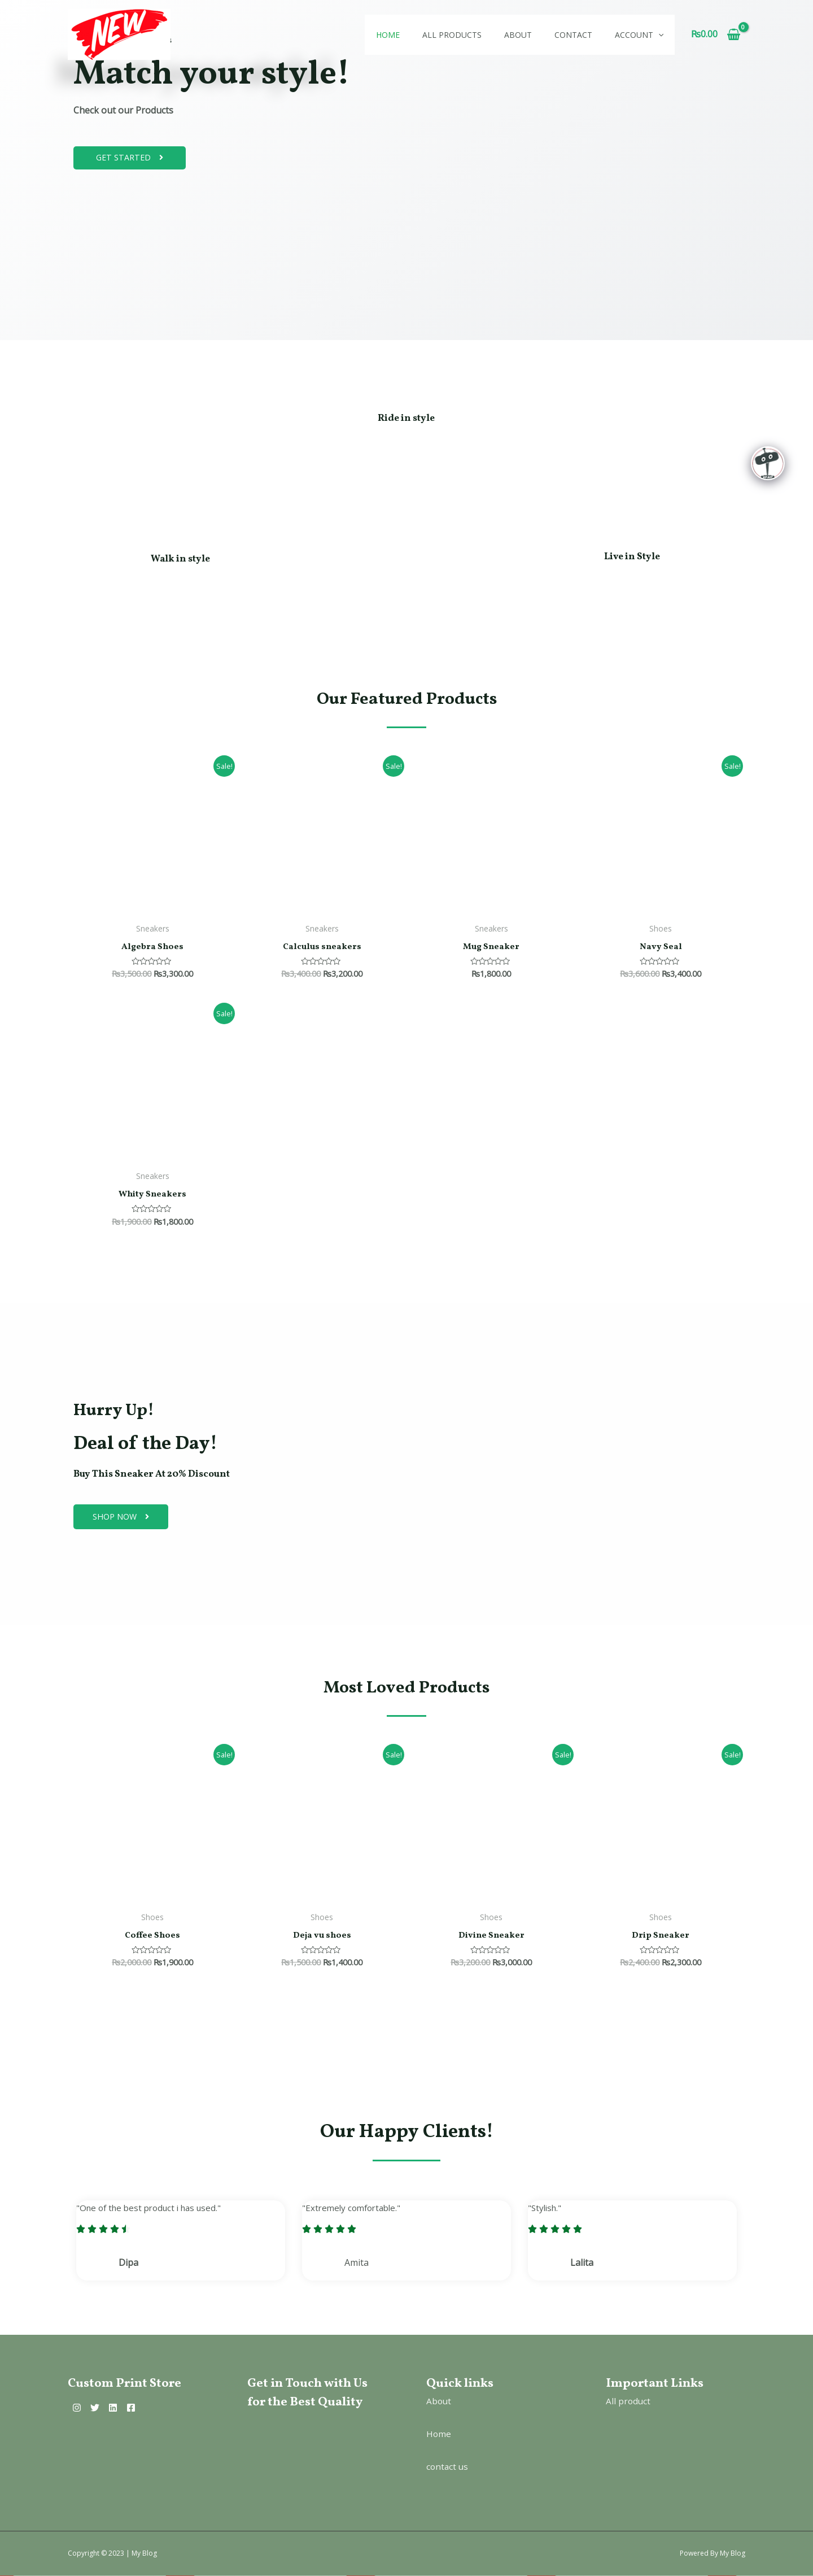 NEW
HOME ALL PRODUCTS ABOUT CONTACT ACCOUNT
₨0.00 0
Match your style!
Check out our Products
GET STARTED
Ride in style
Walk in style
Live in Style
Our Featured Products
Sale!
Sneakers
Algebra Shoes
₨3,500.00 ₨3,300.00
Sale!
Sneakers
Calculus sneakers
₨3,400.00 ₨3,200.00
Sneakers
Mug Sneaker
₨1,800.00
Sale!
Shoes
Navy Seal
₨3,600.00 ₨3,400.00
Sale!
Sneakers
Whity Sneakers
₨1,900.00 ₨1,800.00
Hurry Up!
Deal of the Day!
Buy This Sneaker At 20% Discount
SHOP NOW
Most Loved Products
Sale!
Shoes
Coffee Shoes
₨2,000.00 ₨1,900.00
Sale!
Shoes
Deja vu shoes
₨1,500.00 ₨1,400.00
Sale!
Shoes
Divine Sneaker
₨3,200.00 ₨3,000.00
Sale!
Shoes
Drip Sneaker
₨2,400.00 ₨2,300.00
Our Happy Clients!
"One of the best product i has used."
Dipa
"Extremely comfortable."
Amita
"Stylish."
Lalita
Custom Print Store
Get in Touch with Us
for the Best Quality
Quick links
About
Home
contact us
Important Links
All product
Copyright © 2023 | My Blog
Powered By My Blog